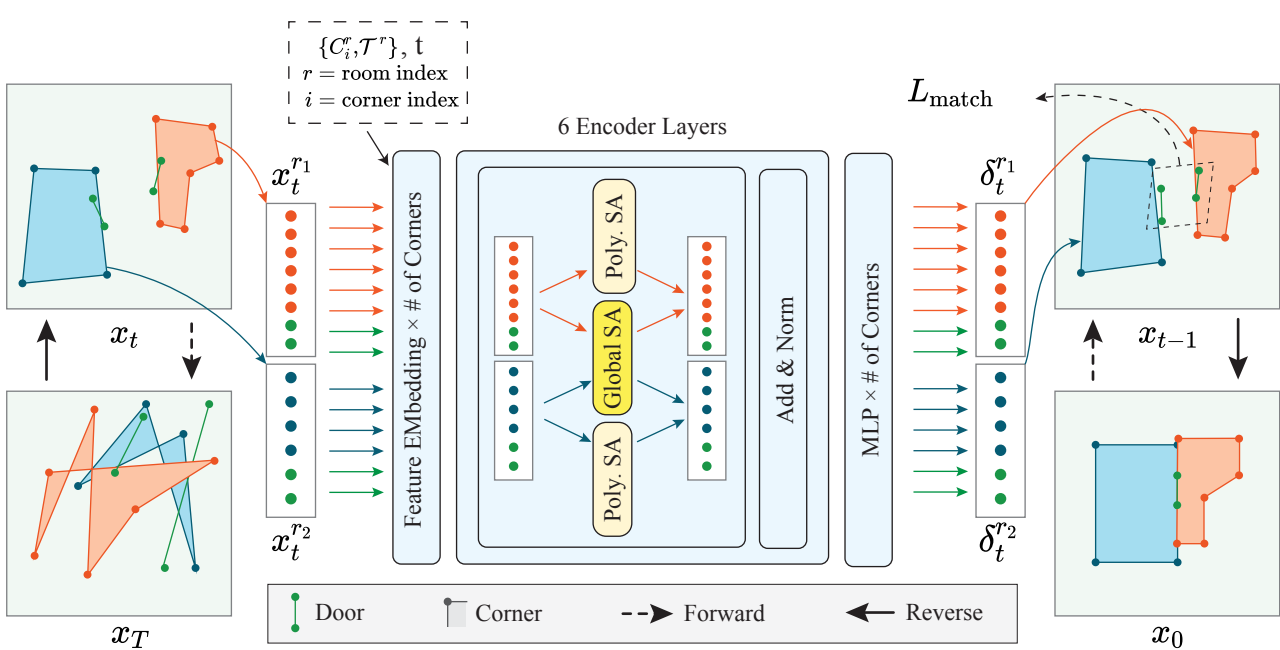 {C_i^r, 𝒯^r}, t
r = room index
i = corner index
6 Encoder Layers
L_match
x_t^{r_1}
δ_t^{r_1}
Feature EMbedding × # of Corners
Poly. SA
Global SA
Poly. SA
Add & Norm
MLP × # of Corners
x_t
x_{t−1}
x_t^{r_2}
δ_t^{r_2}
x_T
x_0
Door
Corner
Forward
Reverse